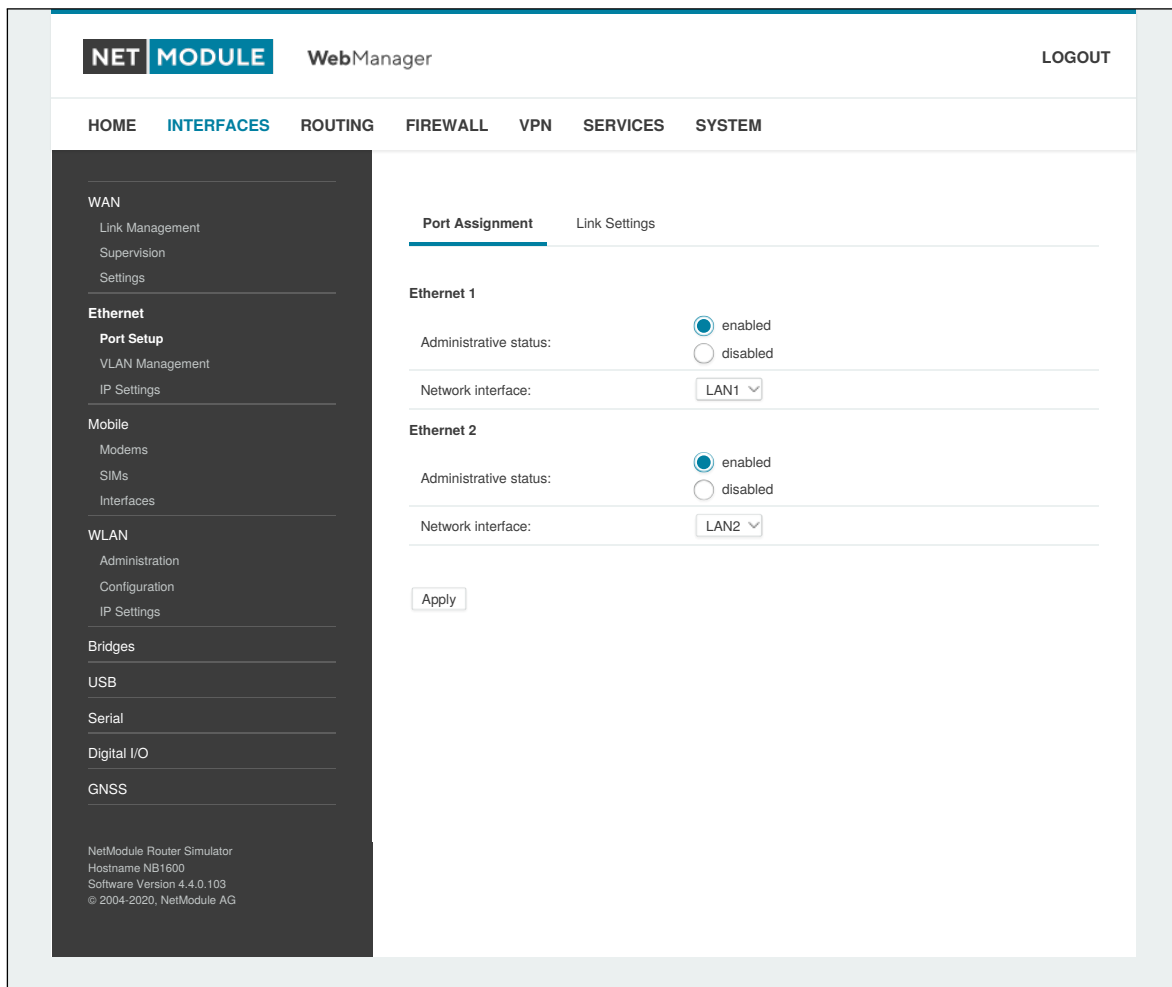 NET MODULE WebManager LOGOUT
HOME INTERFACES ROUTING FIREWALL VPN SERVICES SYSTEM
WAN
Link Management
Supervision
Settings
Ethernet
Port Setup
VLAN Management
IP Settings
Mobile
Modems
SIMs
Interfaces
WLAN
Administration
Configuration
IP Settings
Bridges
USB
Serial
Digital I/O
GNSS
NetModule Router Simulator
Hostname NB1600
Software Version 4.4.0.103
© 2004-2020, NetModule AG
Port Assignment Link Settings
Ethernet 1
Administrative status:
enabled
disabled
Network interface: LAN1
Ethernet 2
Administrative status:
enabled
disabled
Network interface: LAN2
Apply